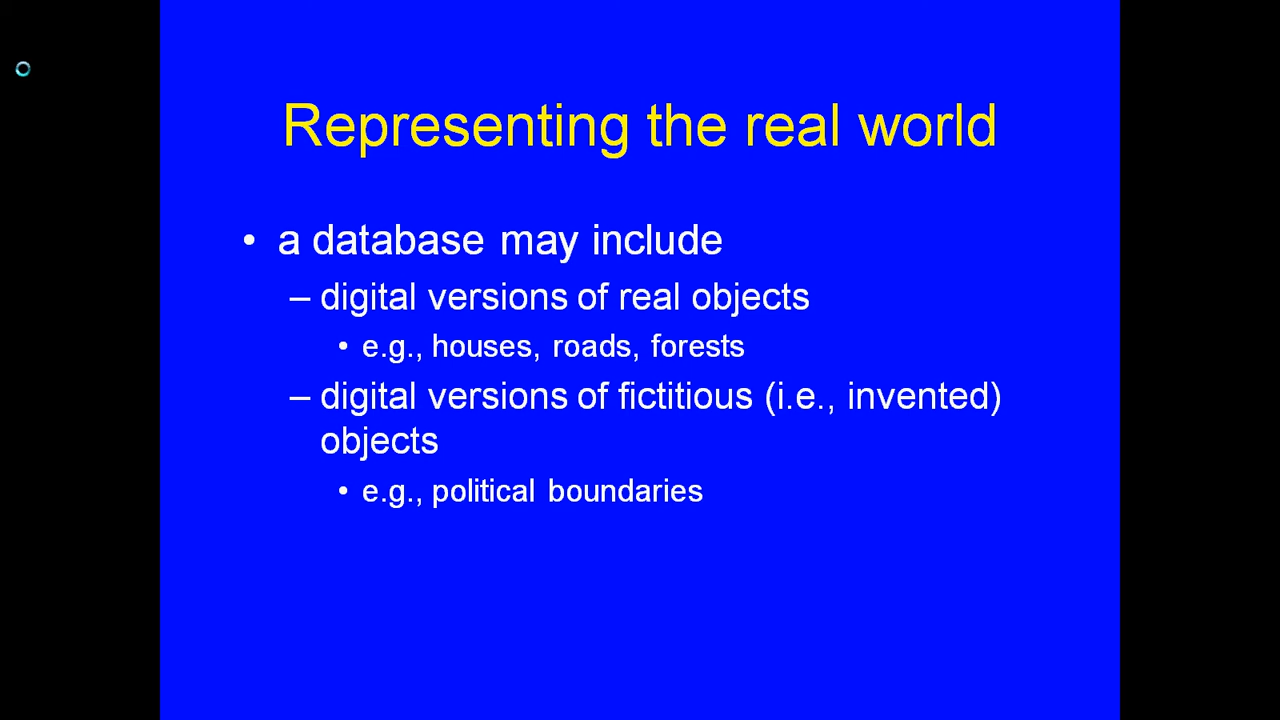 Representing the real world
• a database may include
– digital versions of real objects
• e.g., houses, roads, forests
– digital versions of fictitious (i.e., invented)
objects
• e.g., political boundaries